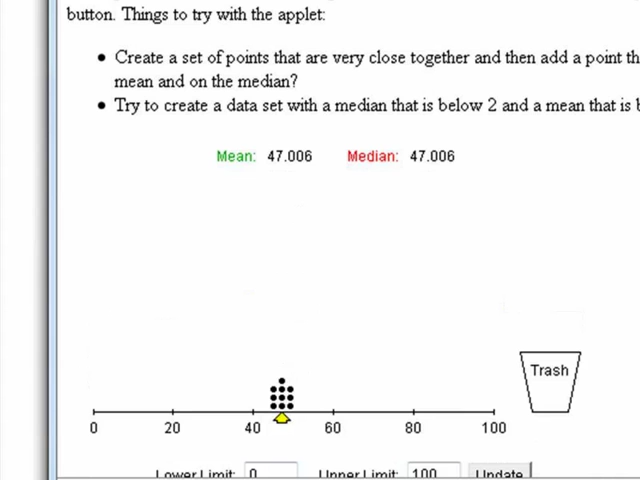 button. Things to try with the applet:
• Create a set of points that are very close together and then add a point th
mean and on the median?
• Try to create a data set with a median that is below 2 and a mean that is b
Mean: 47.006 Median: 47.006
Trash
0 20 40 60 80 100
Lower Limit: 0 Upper Limit: 100 Update